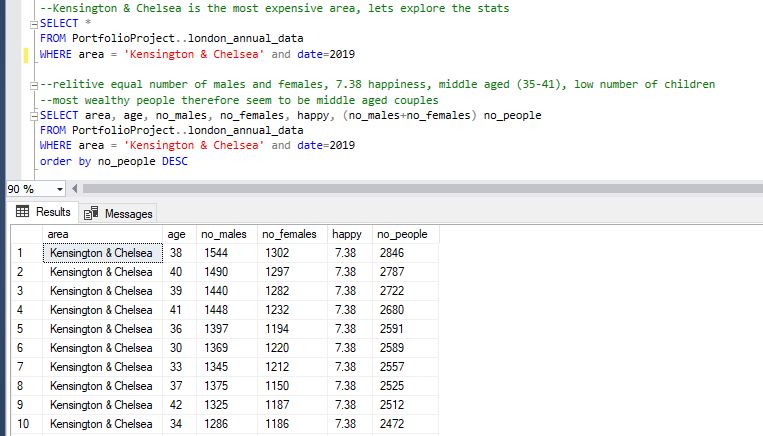 --Kensington & Chelsea is the most expensive area, lets explore the stats
SELECT *
FROM PortfolioProject..london_annual_data
WHERE area = 'Kensington & Chelsea' and date=2019
--relitive equal number of males and females, 7.38 happiness, middle aged (35-41), low number of children
--most wealthy people therefore seem to be middle aged couples
SELECT area, age, no_males, no_females, happy, (no_males+no_females) no_people
FROM PortfolioProject..london_annual_data
WHERE area = 'Kensington & Chelsea' and date=2019
order by no_people DESC
90 %
Results Messages
area age no_males no_females happy no_people
1 Kensington & Chelsea 38 1544 1302 7.38 2846
2 Kensington & Chelsea 40 1490 1297 7.38 2787
3 Kensington & Chelsea 39 1440 1282 7.38 2722
4 Kensington & Chelsea 41 1448 1232 7.38 2680
5 Kensington & Chelsea 36 1397 1194 7.38 2591
6 Kensington & Chelsea 30 1369 1220 7.38 2589
7 Kensington & Chelsea 33 1345 1212 7.38 2557
8 Kensington & Chelsea 37 1375 1150 7.38 2525
9 Kensington & Chelsea 42 1325 1187 7.38 2512
10 Kensington & Chelsea 34 1286 1186 7.38 2472